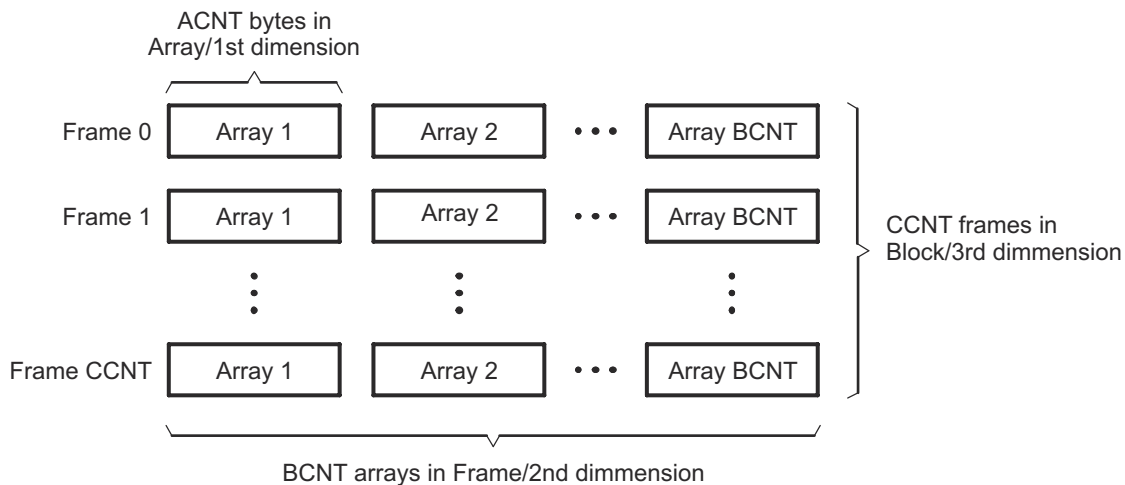 ACNT bytes in
Array/1st dimension
Frame 0 Array 1 Array 2 Array BCNT
Frame 1 Array 1 Array 2 Array BCNT
CCNT frames in
Block/3rd dimmension
Frame CCNT Array 1 Array 2 Array BCNT
BCNT arrays in Frame/2nd dimmension